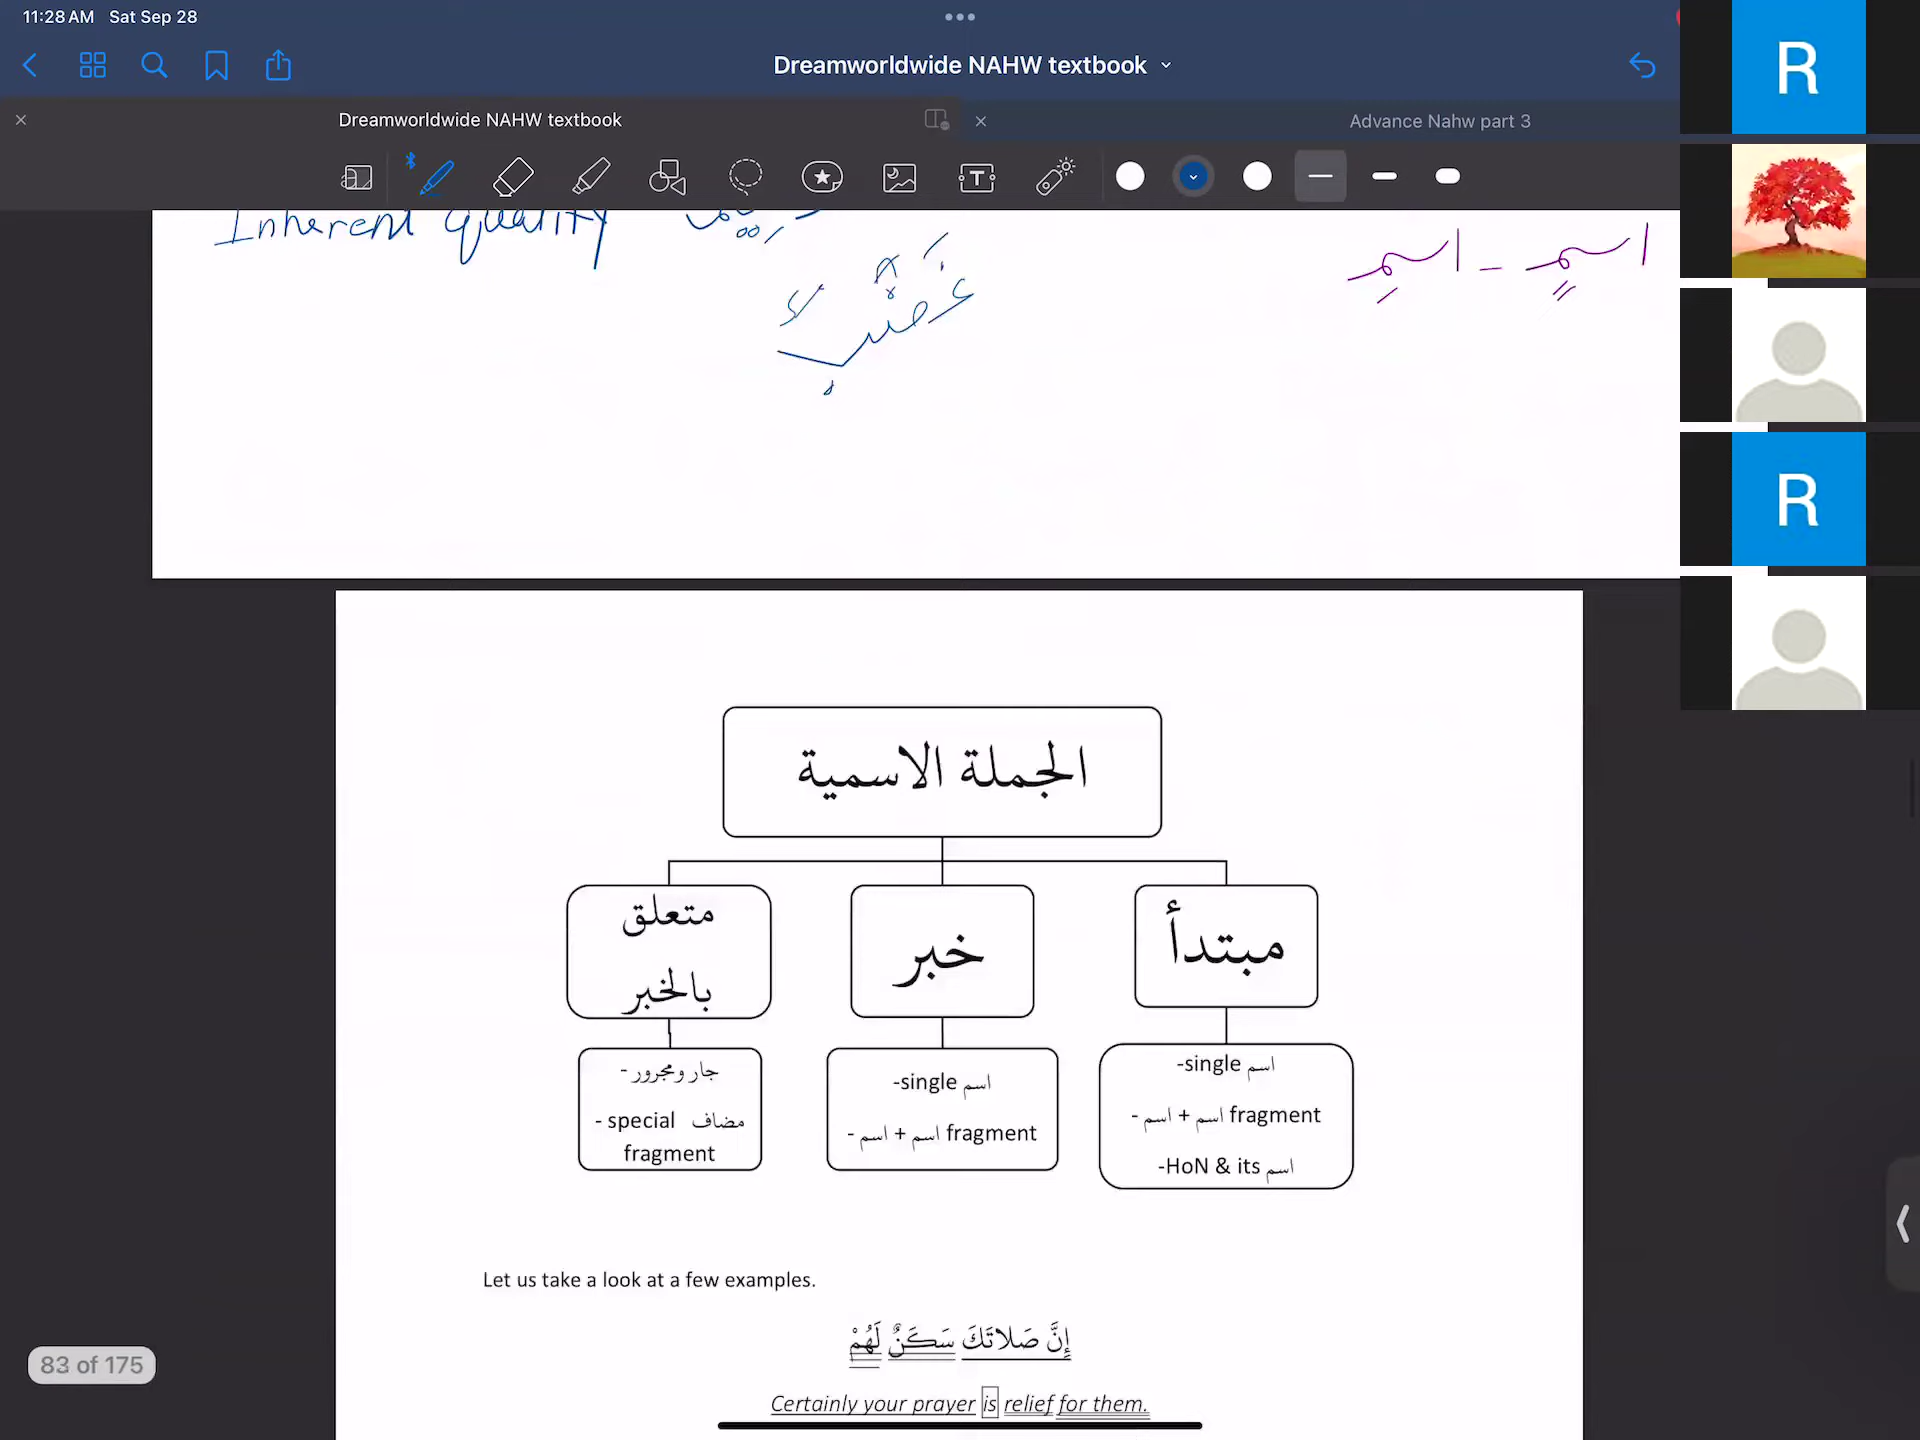 11:28 AM Sat Sep 28
Dreamworldwide NAHW textbook
Dreamworldwide NAHW textbook
Advance Nahw part 3
R
R
Inherent quality
اسمٍ - اسمِ
الجملة الاسمية
مبتدأ
خبر
متعلق
بالخبر
-single اسم
- اسم + اسم fragment
-HoN & its اسم
-single اسم
- اسم + اسم fragment
- جار ومجرور
- special مضاف
fragment
Let us take a look at a few examples.
إِنَّ صَلاتَكَ سَكَنٌ لَهُمْ
Certainly your prayer is relief for them.
83 of 175